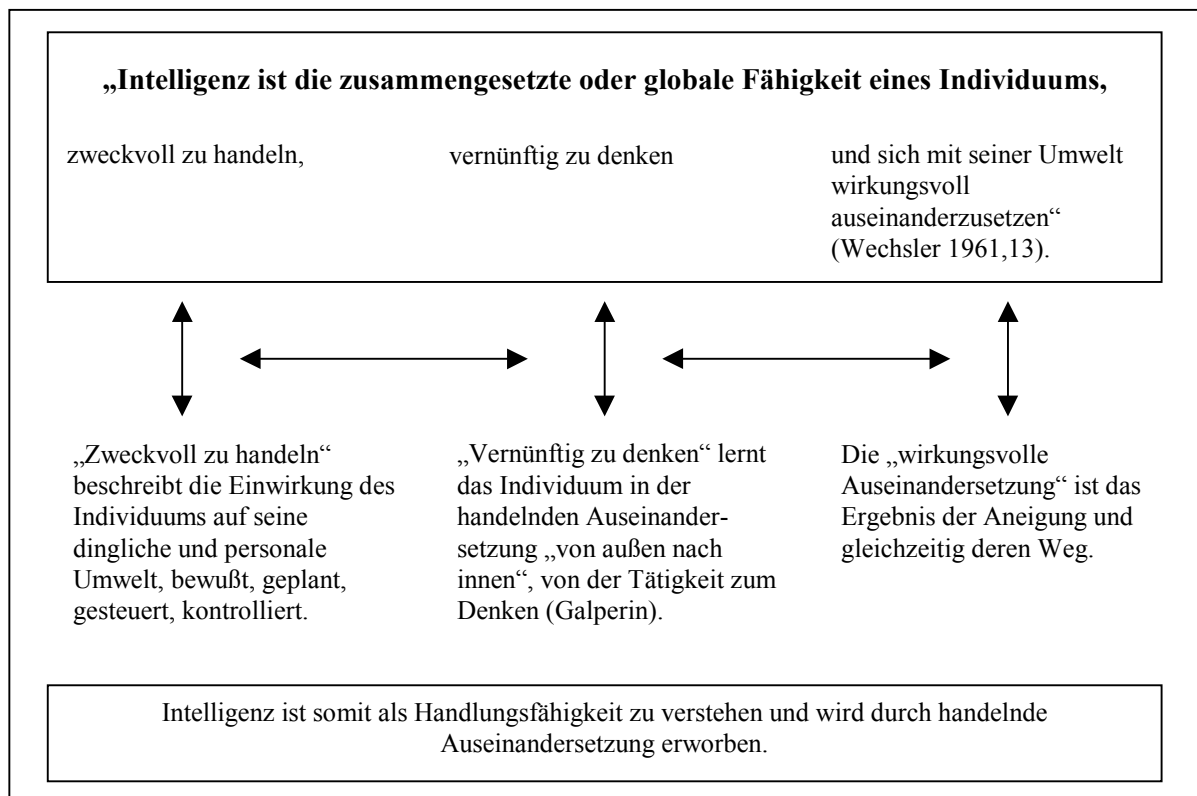 „Intelligenz ist die zusammengesetzte oder globale Fähigkeit eines Individuums,
zweckvoll zu handeln,
vernünftig zu denken
und sich mit seiner Umwelt
wirkungsvoll
auseinanderzusetzen“
(Wechsler 1961,13).
„Zweckvoll zu handeln“
beschreibt die Einwirkung des
Individuums auf seine
dingliche und personale
Umwelt, bewußt, geplant,
gesteuert, kontrolliert.
„Vernünftig zu denken“ lernt
das Individuum in der
handelnden Auseinander-
setzung „von außen nach
innen“, von der Tätigkeit zum
Denken (Galperin).
Die „wirkungsvolle
Auseinandersetzung“ ist das
Ergebnis der Aneigung und
gleichzeitig deren Weg.
Intelligenz ist somit als Handlungsfähigkeit zu verstehen und wird durch handelnde
Auseinandersetzung erworben.